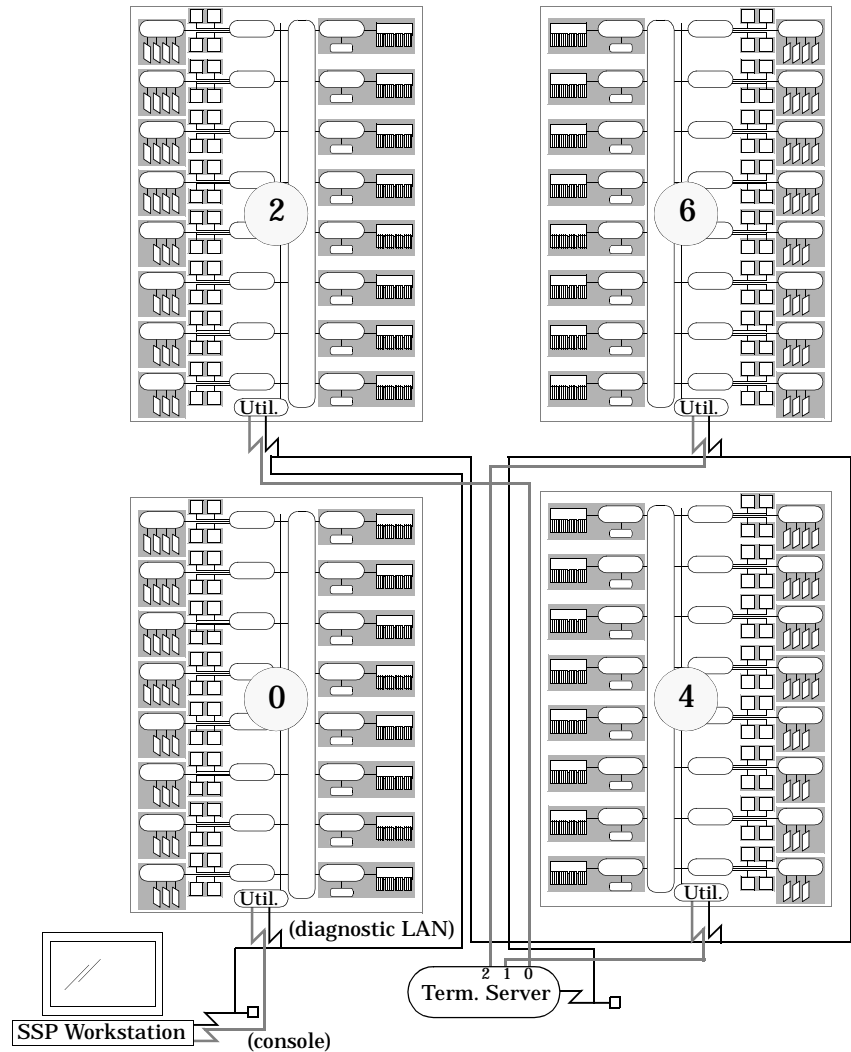 2
6
Util.
Util.
0
4
Util.
Util.
(diagnostic LAN)
2 1 0
Term. Server
SSP Workstation
(console)